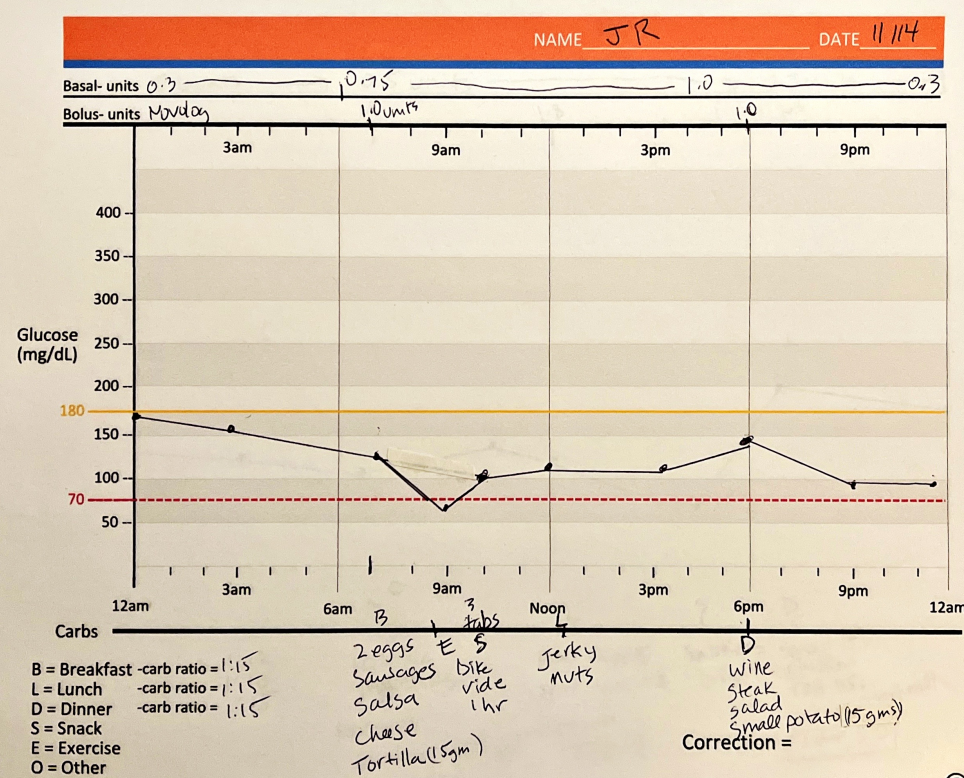 NAME JR DATE 11/14
Basal- units 0.3 0.75 1.0 0.3
Bolus- units Novolog 1.0 units 1.0
3am 9am 3pm 9pm
400
350
300
Glucose
(mg/dL)
250
200
180
150
100
70
50
3am 9am 3pm 9pm
12am 6am Noon 6pm 12am
Carbs B 3 tabs L
B = Breakfast -carb ratio = 1:15
L = Lunch -carb ratio = 1:15
D = Dinner -carb ratio = 1:15
S = Snack
E = Exercise
O = Other
2 eggs
Sausages
Salsa
cheese
Tortilla (15gm)
E S
bike
vide
1 hr
jerky
nuts
D
wine
steak
salad
small potato (15 gms)
Correction =